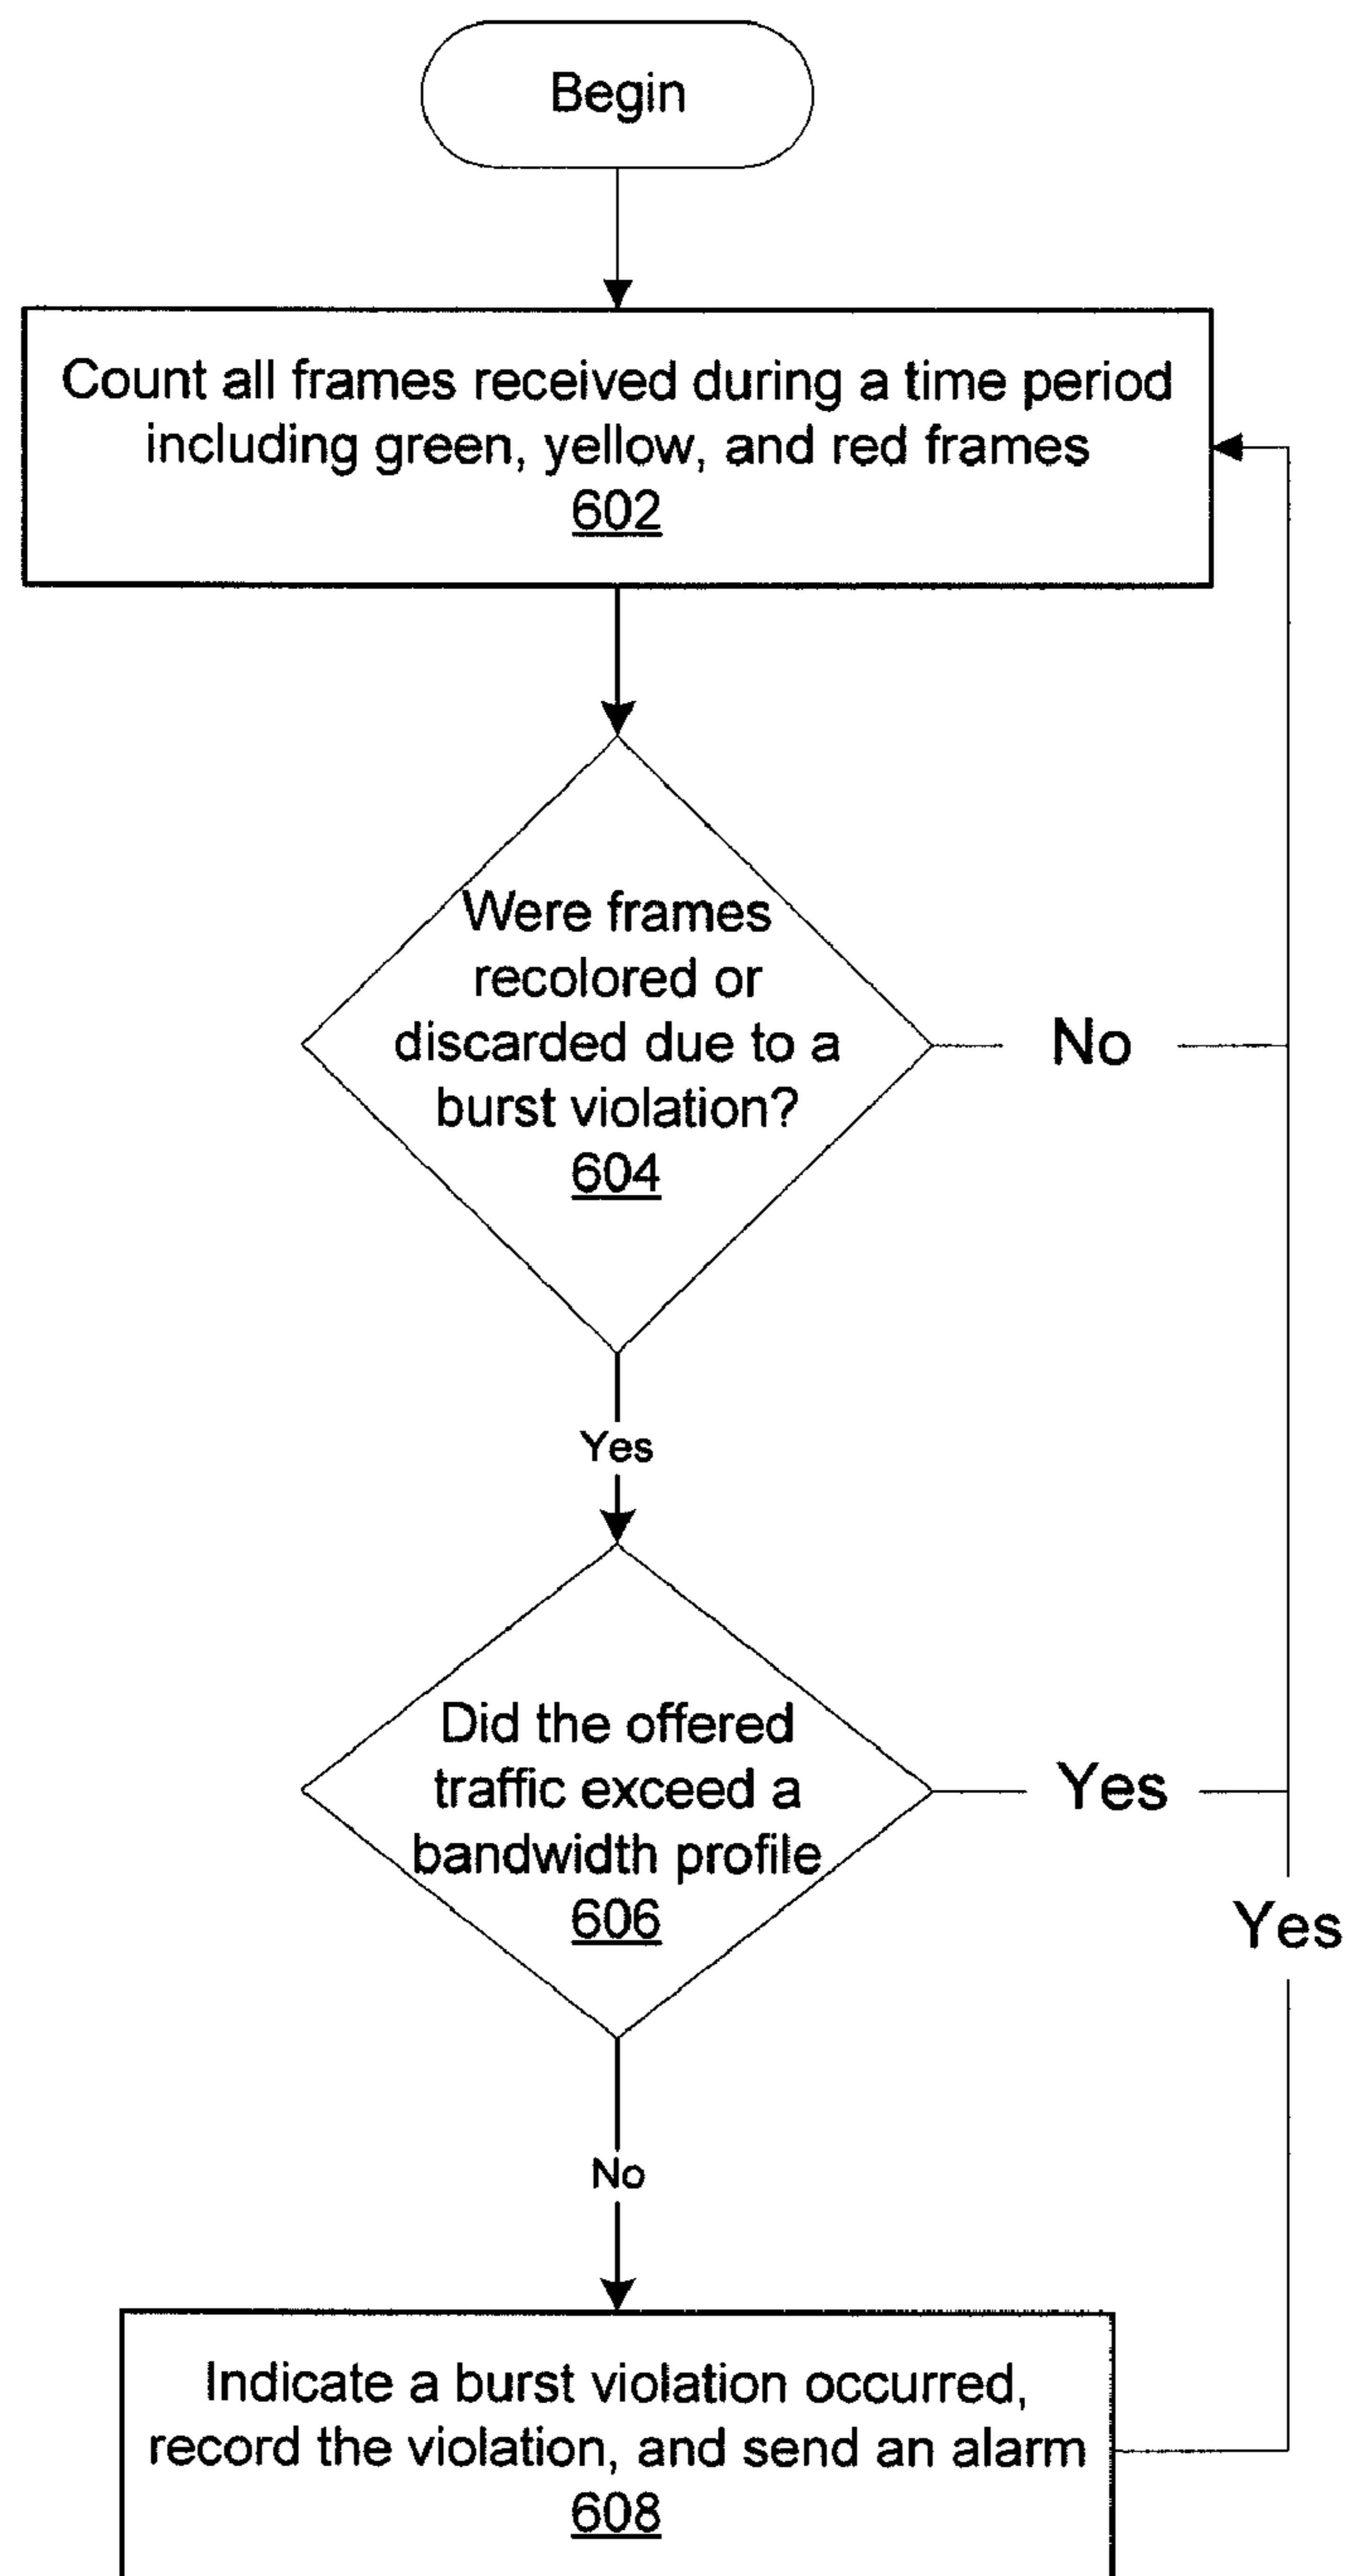 Begin
Count all frames received during a time period
including green, yellow, and red frames
602
Were frames
recolored or
discarded due to a
burst violation?
604
No
Yes
Did the offered
traffic exceed a
bandwidth profile
606
Yes
Yes
No
Indicate a burst violation occurred,
record the violation, and send an alarm
608